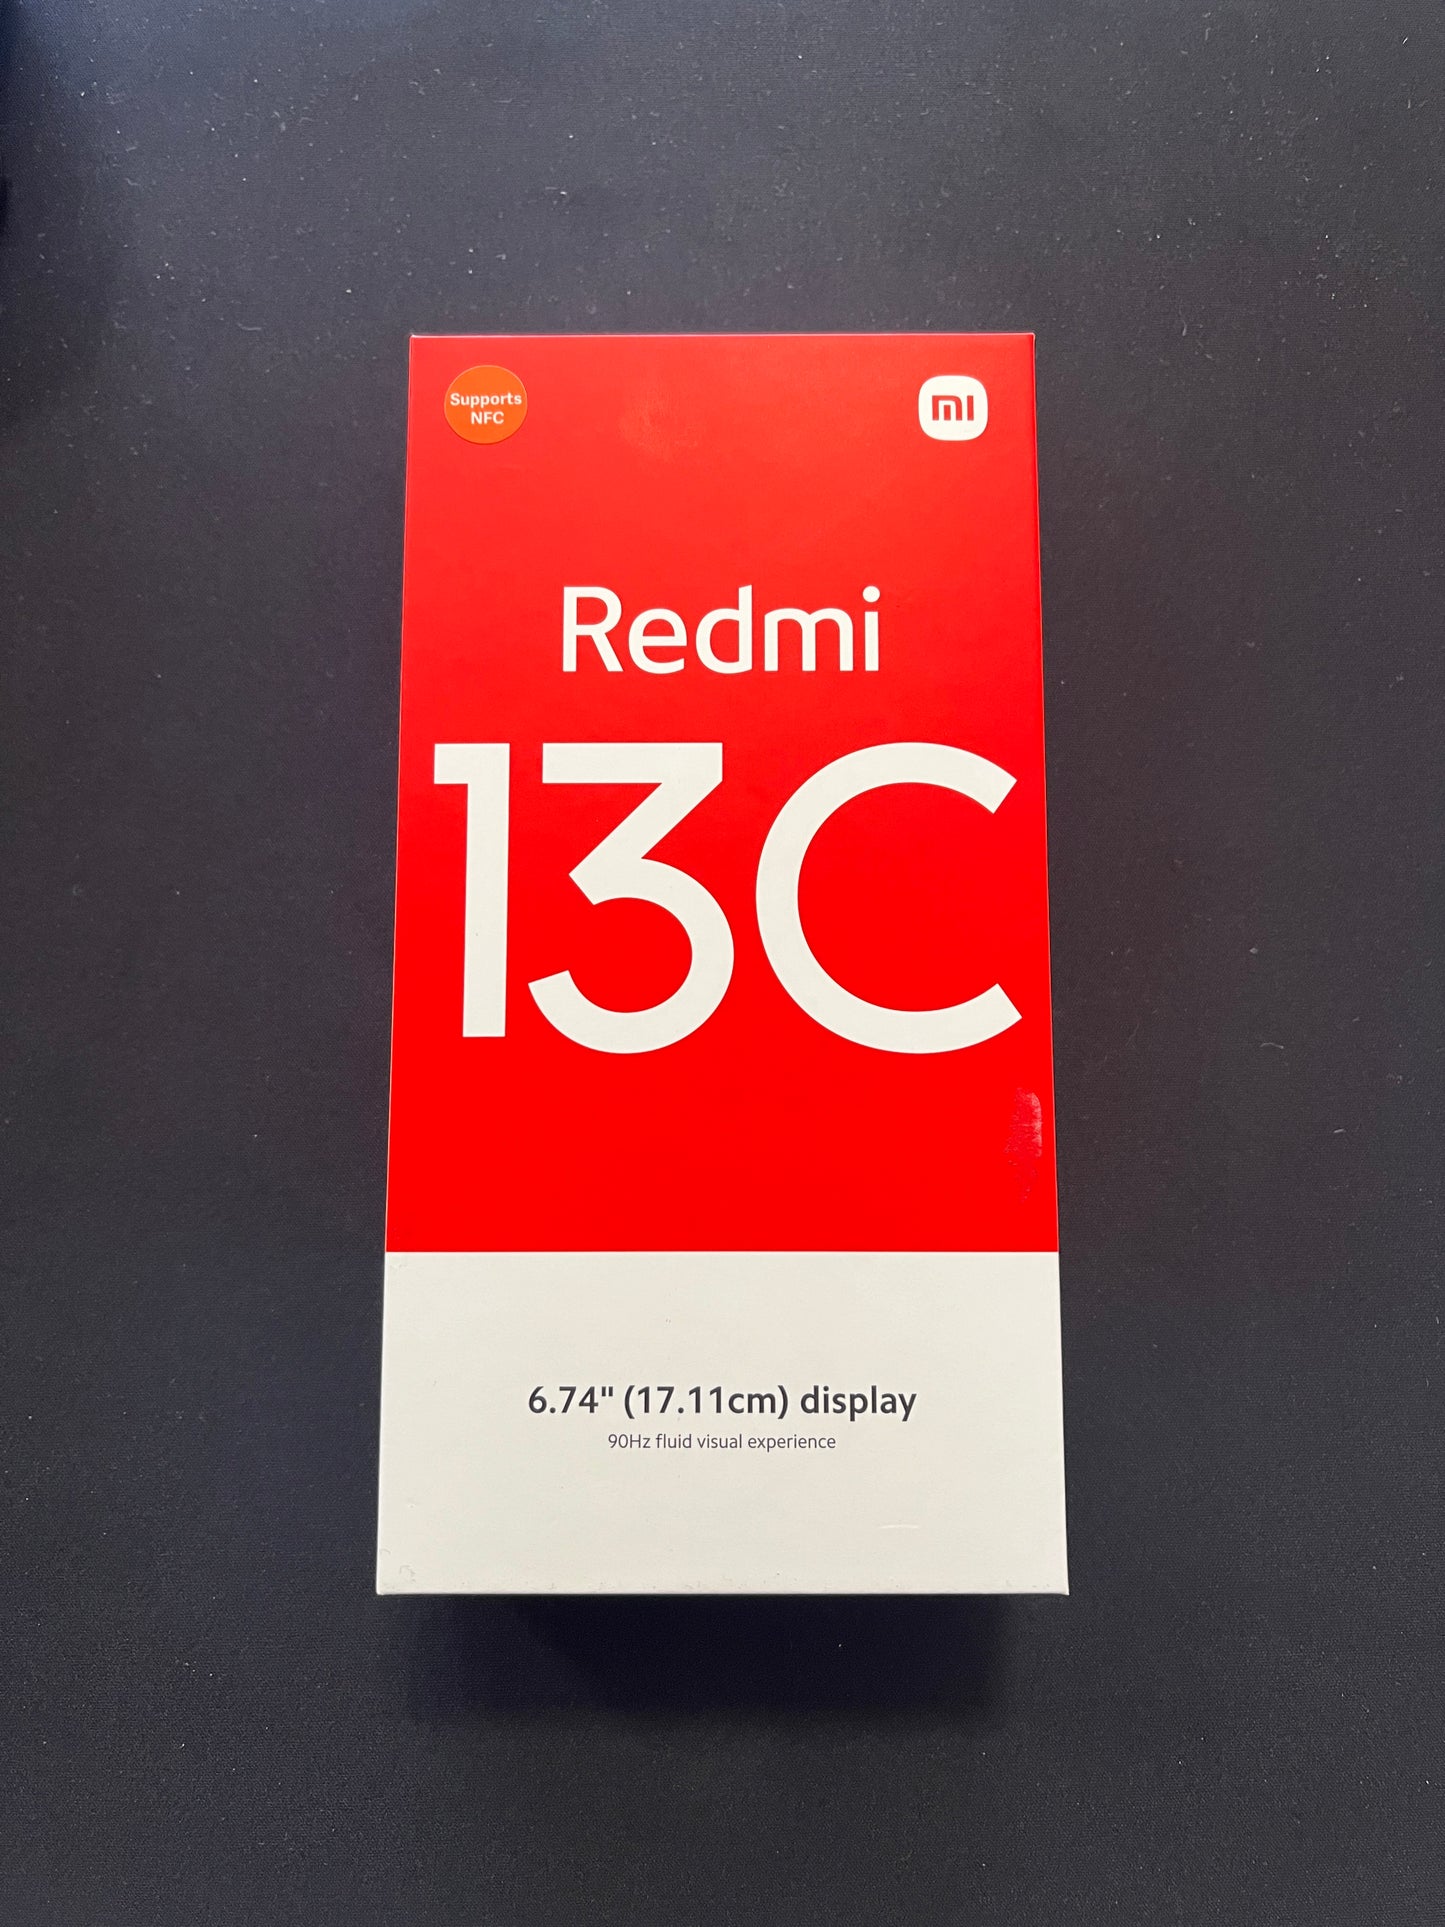 Supports
NFC
mi
Redmi
13C
6.74" (17.11cm) display
90Hz fluid visual experience